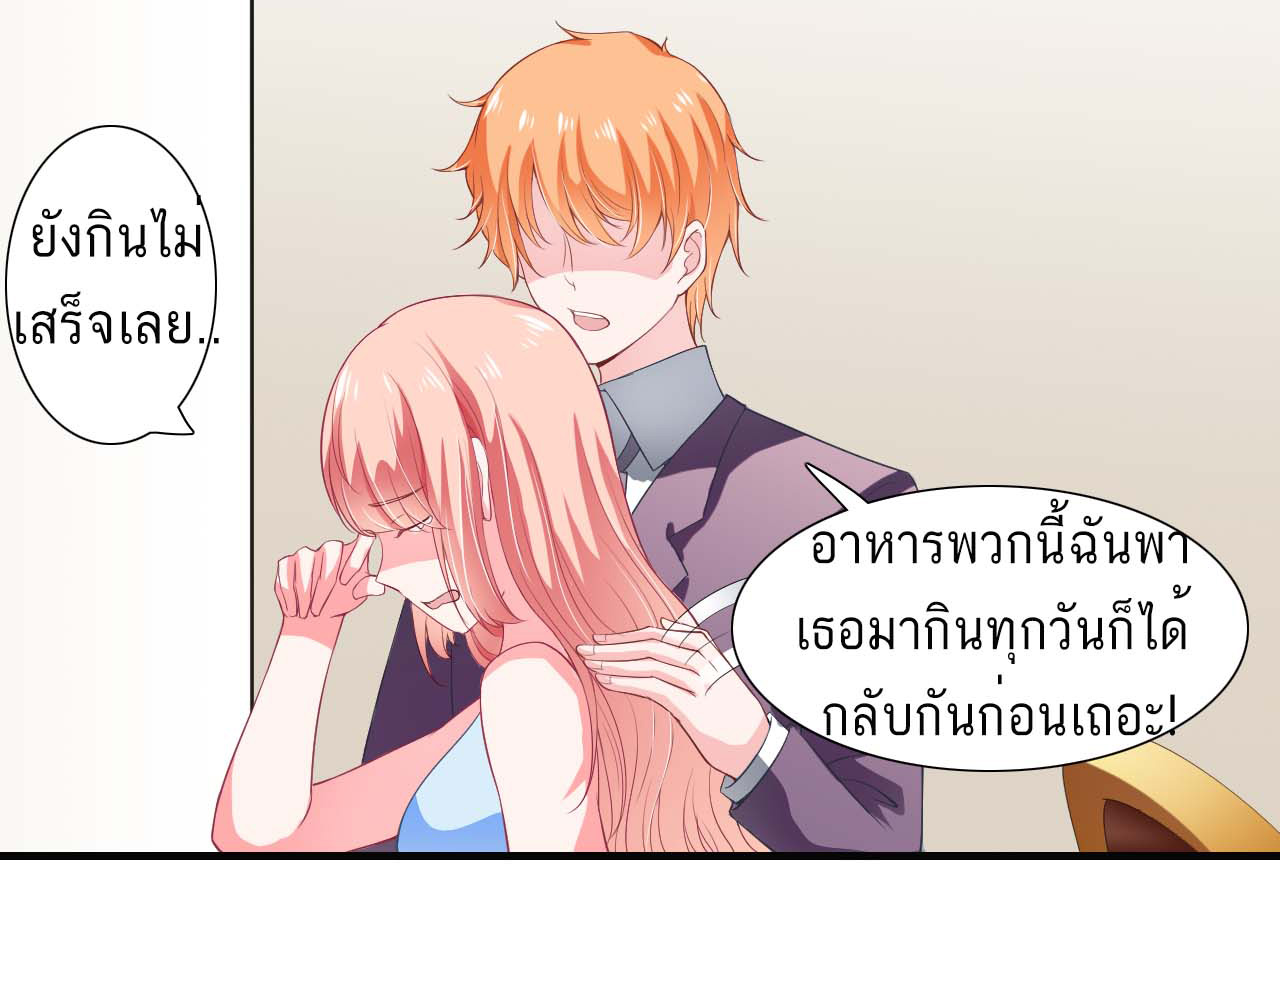 ยังกินไม่
เสร็จเลย..
อาหารพวกนี้ฉันพา
เธอมากินทุกวันก็ได้
กลับกันก่อนเถอะ!